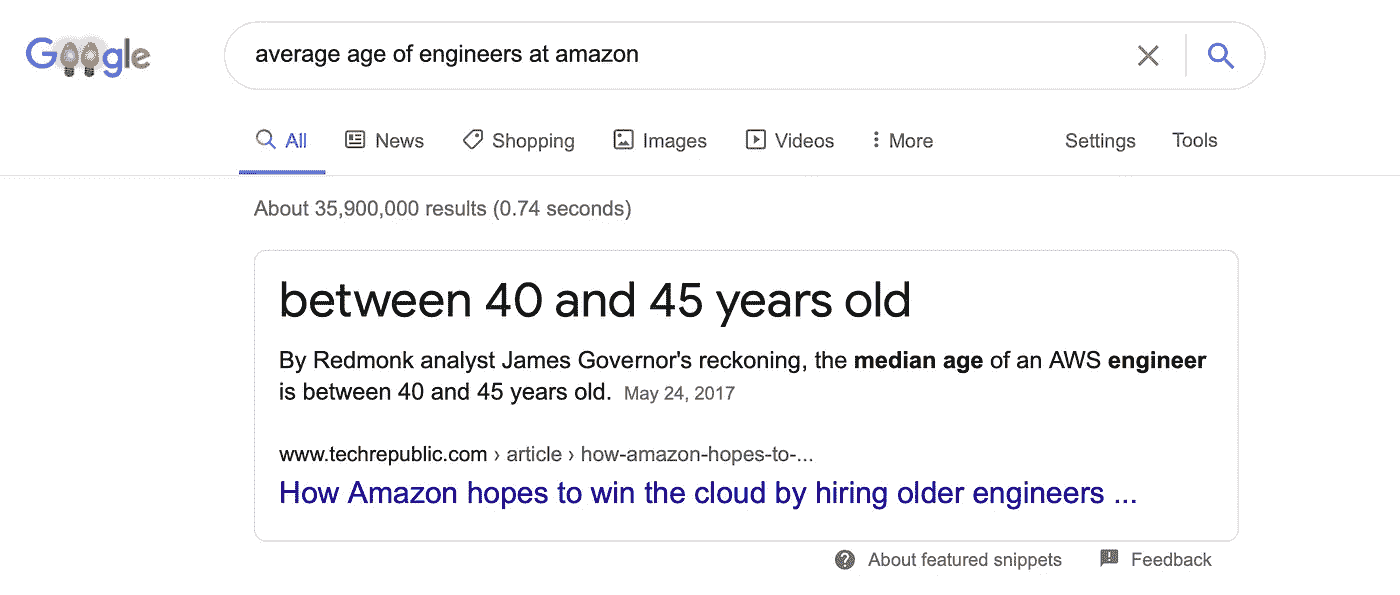 Google
average age of engineers at amazon
All News Shopping Images Videos More Settings Tools
About 35,900,000 results (0.74 seconds)
between 40 and 45 years old
By Redmonk analyst James Governor's reckoning, the median age of an AWS engineer
is between 40 and 45 years old. May 24, 2017
www.techrepublic.com › article › how-amazon-hopes-to-...
How Amazon hopes to win the cloud by hiring older engineers ...
About featured snippets Feedback